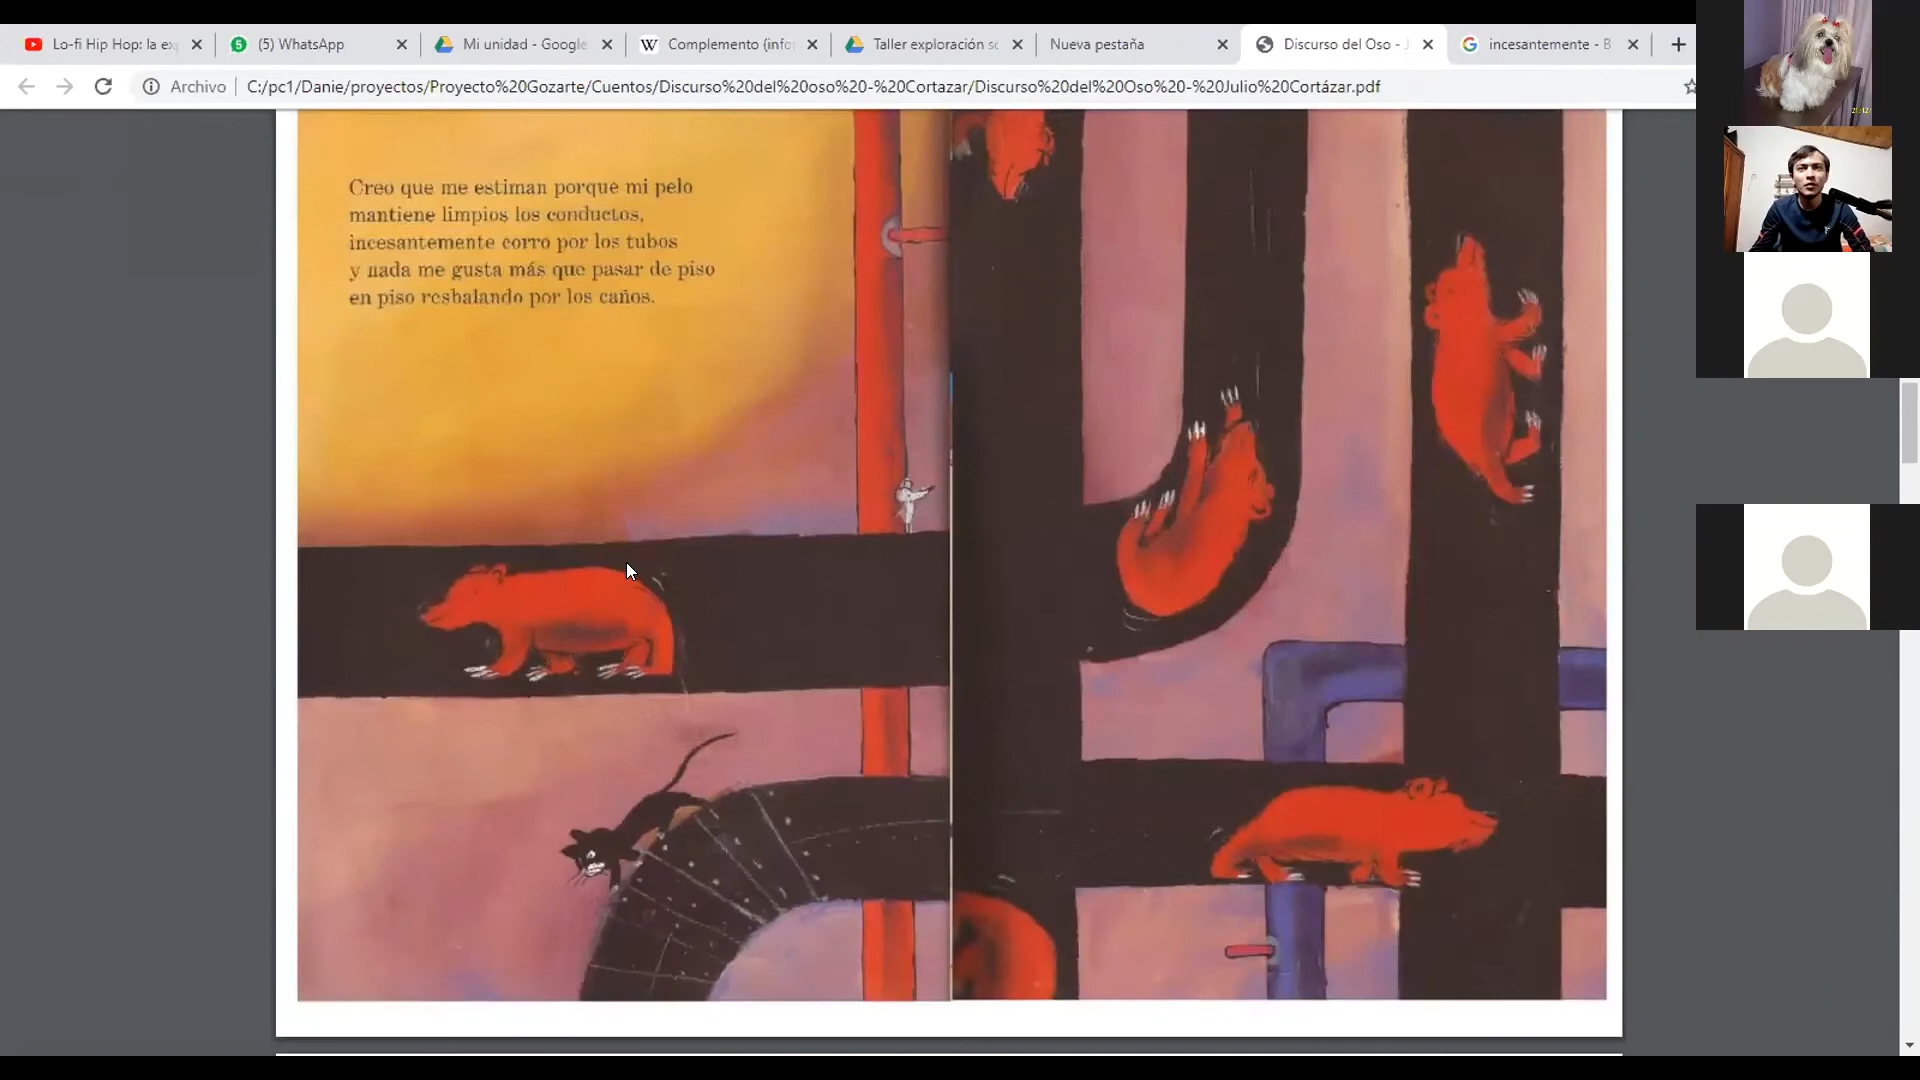 Lo-fi Hip Hop: la ex
(5) WhatsApp
Mi unidad - Google
Complemento (info
Taller exploración so
Nueva pestaña
Discurso del Oso - J
incesantemente - B
Archivo
C:/pc1/Danie/proyectos/Proyecto%20Gozarte/Cuentos/Discurso%20del%20oso%20-%20Cortazar/Discurso%20del%20Oso%20-%20Julio%20Cortázar.pdf
Creo que me estiman porque mi pelo
mantiene limpios los conductos,
incesantemente corro por los tubos
y nada me gusta más que pasar de piso
en piso resbalando por los caños.